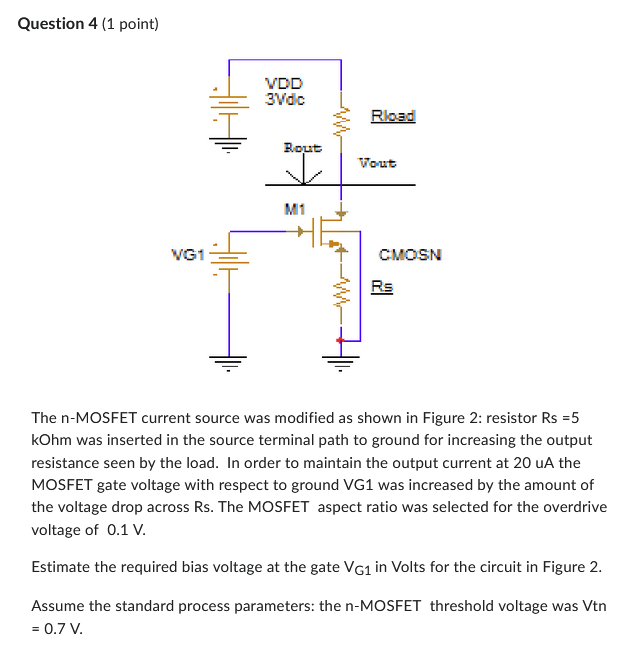 Question 4 (1 point)
VDD
3Vdc
Rload
Rout
Vout
M1
VG1
CMOSN
Rs
The n-MOSFET current source was modified as shown in Figure 2: resistor Rs =5
kOhm was inserted in the source terminal path to ground for increasing the output
resistance seen by the load. In order to maintain the output current at 20 uA the
MOSFET gate voltage with respect to ground VG1 was increased by the amount of
the voltage drop across Rs. The MOSFET aspect ratio was selected for the overdrive
voltage of 0.1 V.
Estimate the required bias voltage at the gate VG1 in Volts for the circuit in Figure 2.
Assume the standard process parameters: the n-MOSFET threshold voltage was Vtn
= 0.7 V.